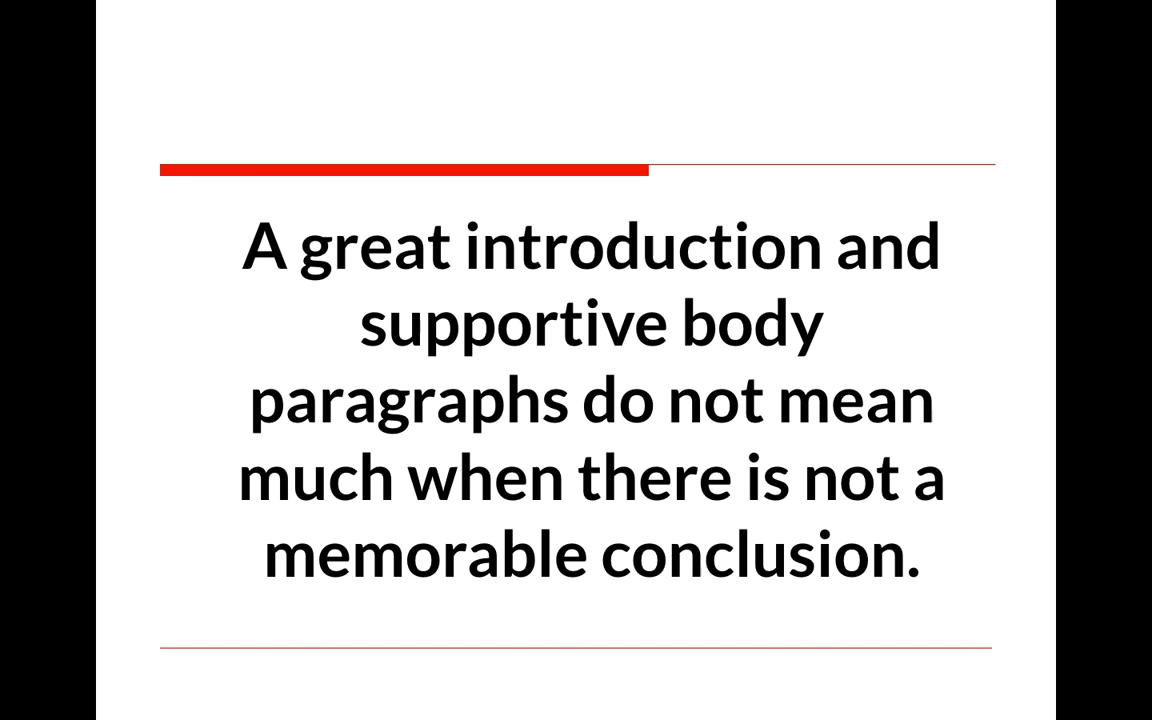 A great introduction and
supportive body
paragraphs do not mean
much when there is not a
memorable conclusion.